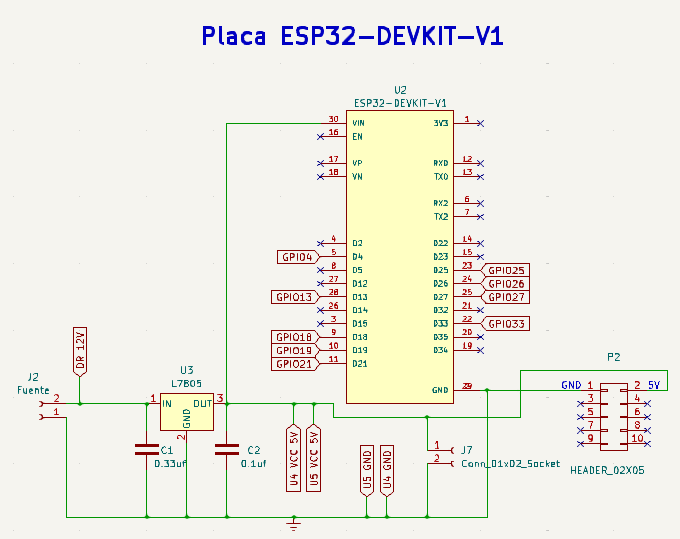 Placa ESP32-DEVKIT-V1
U2
ESP32-DEVKIT-V1
30 VIN 3V3 1
16 EN
17 VP RX0 12
18 VN TX0 13
RX2 6
TX2 7
4 D2 D22 14
GPIO4 5 D4 D23 15
8 D5 D25 23 GPIO25
27 D12 D26 24 GPIO26
GPIO13 28 D13 D27 25 GPIO27
26 D14 D32 21
3 D15 D33 22 GPIO33
GPIO18 9 D18 D35 20
GPIO19 10 D19 D34 19
GPIO21 11 D21
GND 29
DR 12V
J2
Fuente
2
1
U3
L7805
1 IN OUT 3
GND
2
C1
0.33uf
C2
0.1uf
U4 VCC 5V
U5 VCC 5V
U5 GND
U4 GND
1 J7
2 Conn_01x02_Socket
P2
GND 1 2 5V
3 4
5 6
7 8
9 10
HEADER_02X05